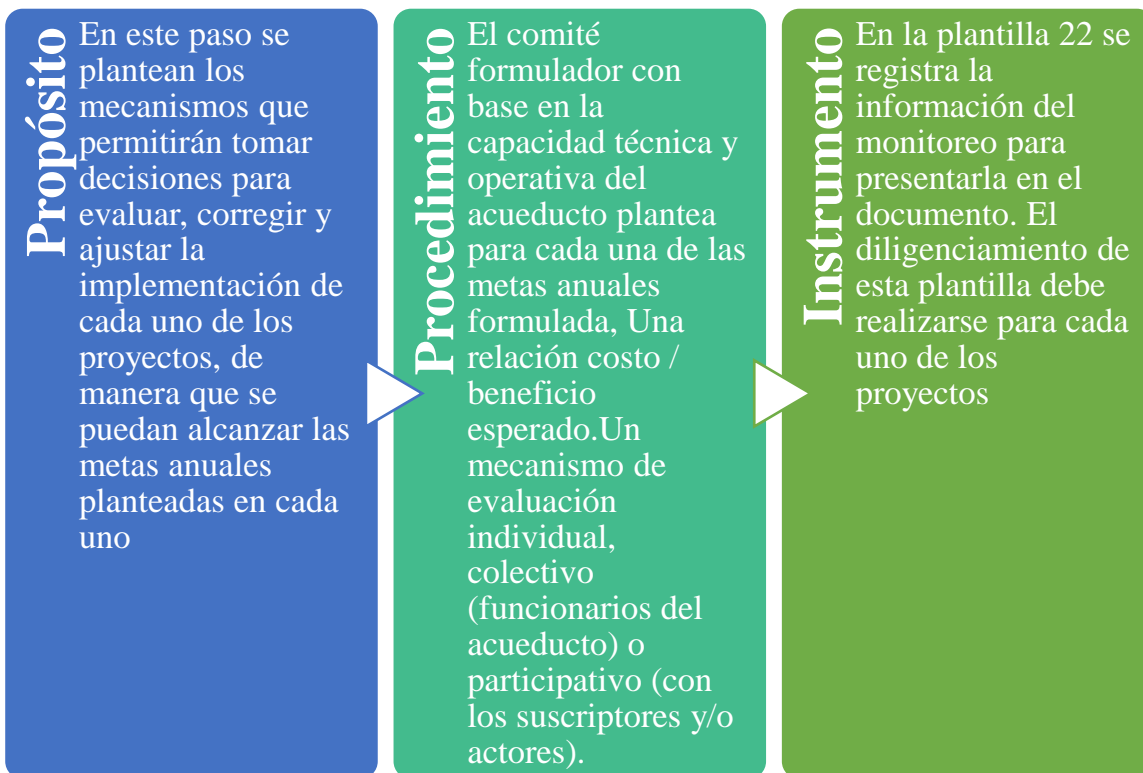 Propósito
En este paso se
plantean los
mecanismos que
permitirán tomar
decisiones para
evaluar, corregir y
ajustar la
implementación de
cada uno de los
proyectos, de
manera que se
puedan alcanzar las
metas anuales
planteadas en cada
uno
Procedimiento
El comité
formulador con
base en la
capacidad técnica y
operativa del
acueducto plantea
para cada una de las
metas anuales
formulada, Una
relación costo /
beneficio
esperado.Un
mecanismo de
evaluación
individual,
colectivo
(funcionarios del
acueducto) o
participativo (con
los suscriptores y/o
actores).
Instrumento
En la plantilla 22 se
registra la
información del
monitoreo para
presentarla en el
documento. El
diligenciamiento de
esta plantilla debe
realizarse para cada
uno de los
proyectos